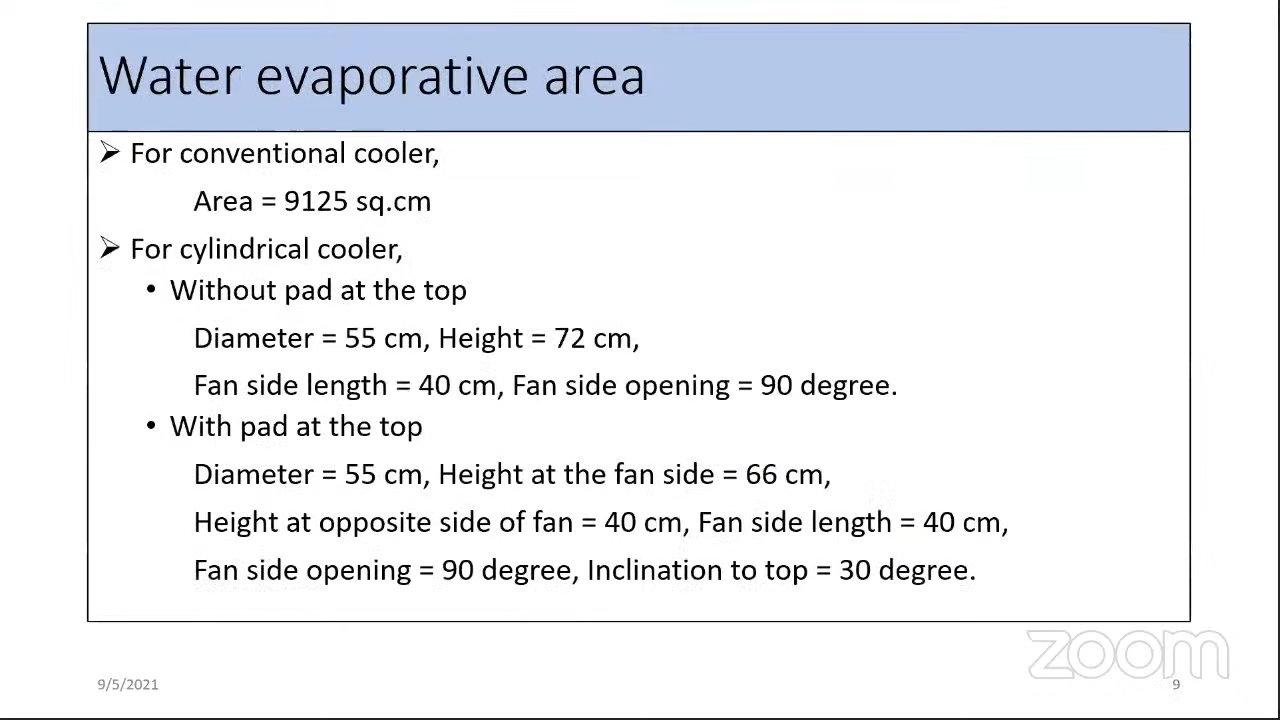 Water evaporative area
➢ For conventional cooler,
Area = 9125 sq.cm
➢ For cylindrical cooler,
• Without pad at the top
Diameter = 55 cm, Height = 72 cm,
Fan side length = 40 cm, Fan side opening = 90 degree.
• With pad at the top
Diameter = 55 cm, Height at the fan side = 66 cm,
Height at opposite side of fan = 40 cm, Fan side length = 40 cm,
Fan side opening = 90 degree, Inclination to top = 30 degree.
zoom
9/5/2021
9